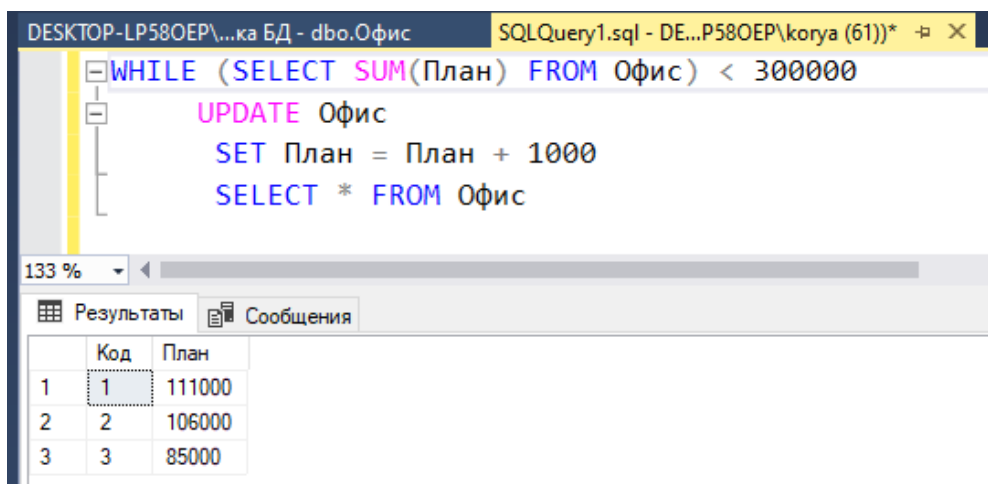 DESKTOP-LP58OEP\...ка БД - dbo.Офис SQLQuery1.sql - DE...P58OEP\korya (61))*
WHILE (SELECT SUM(План) FROM Офис) < 300000
UPDATE Офис
SET План = План + 1000
SELECT * FROM Офис
133 %
Результаты Сообщения
Код План
1 1 111000
2 2 106000
3 3 85000